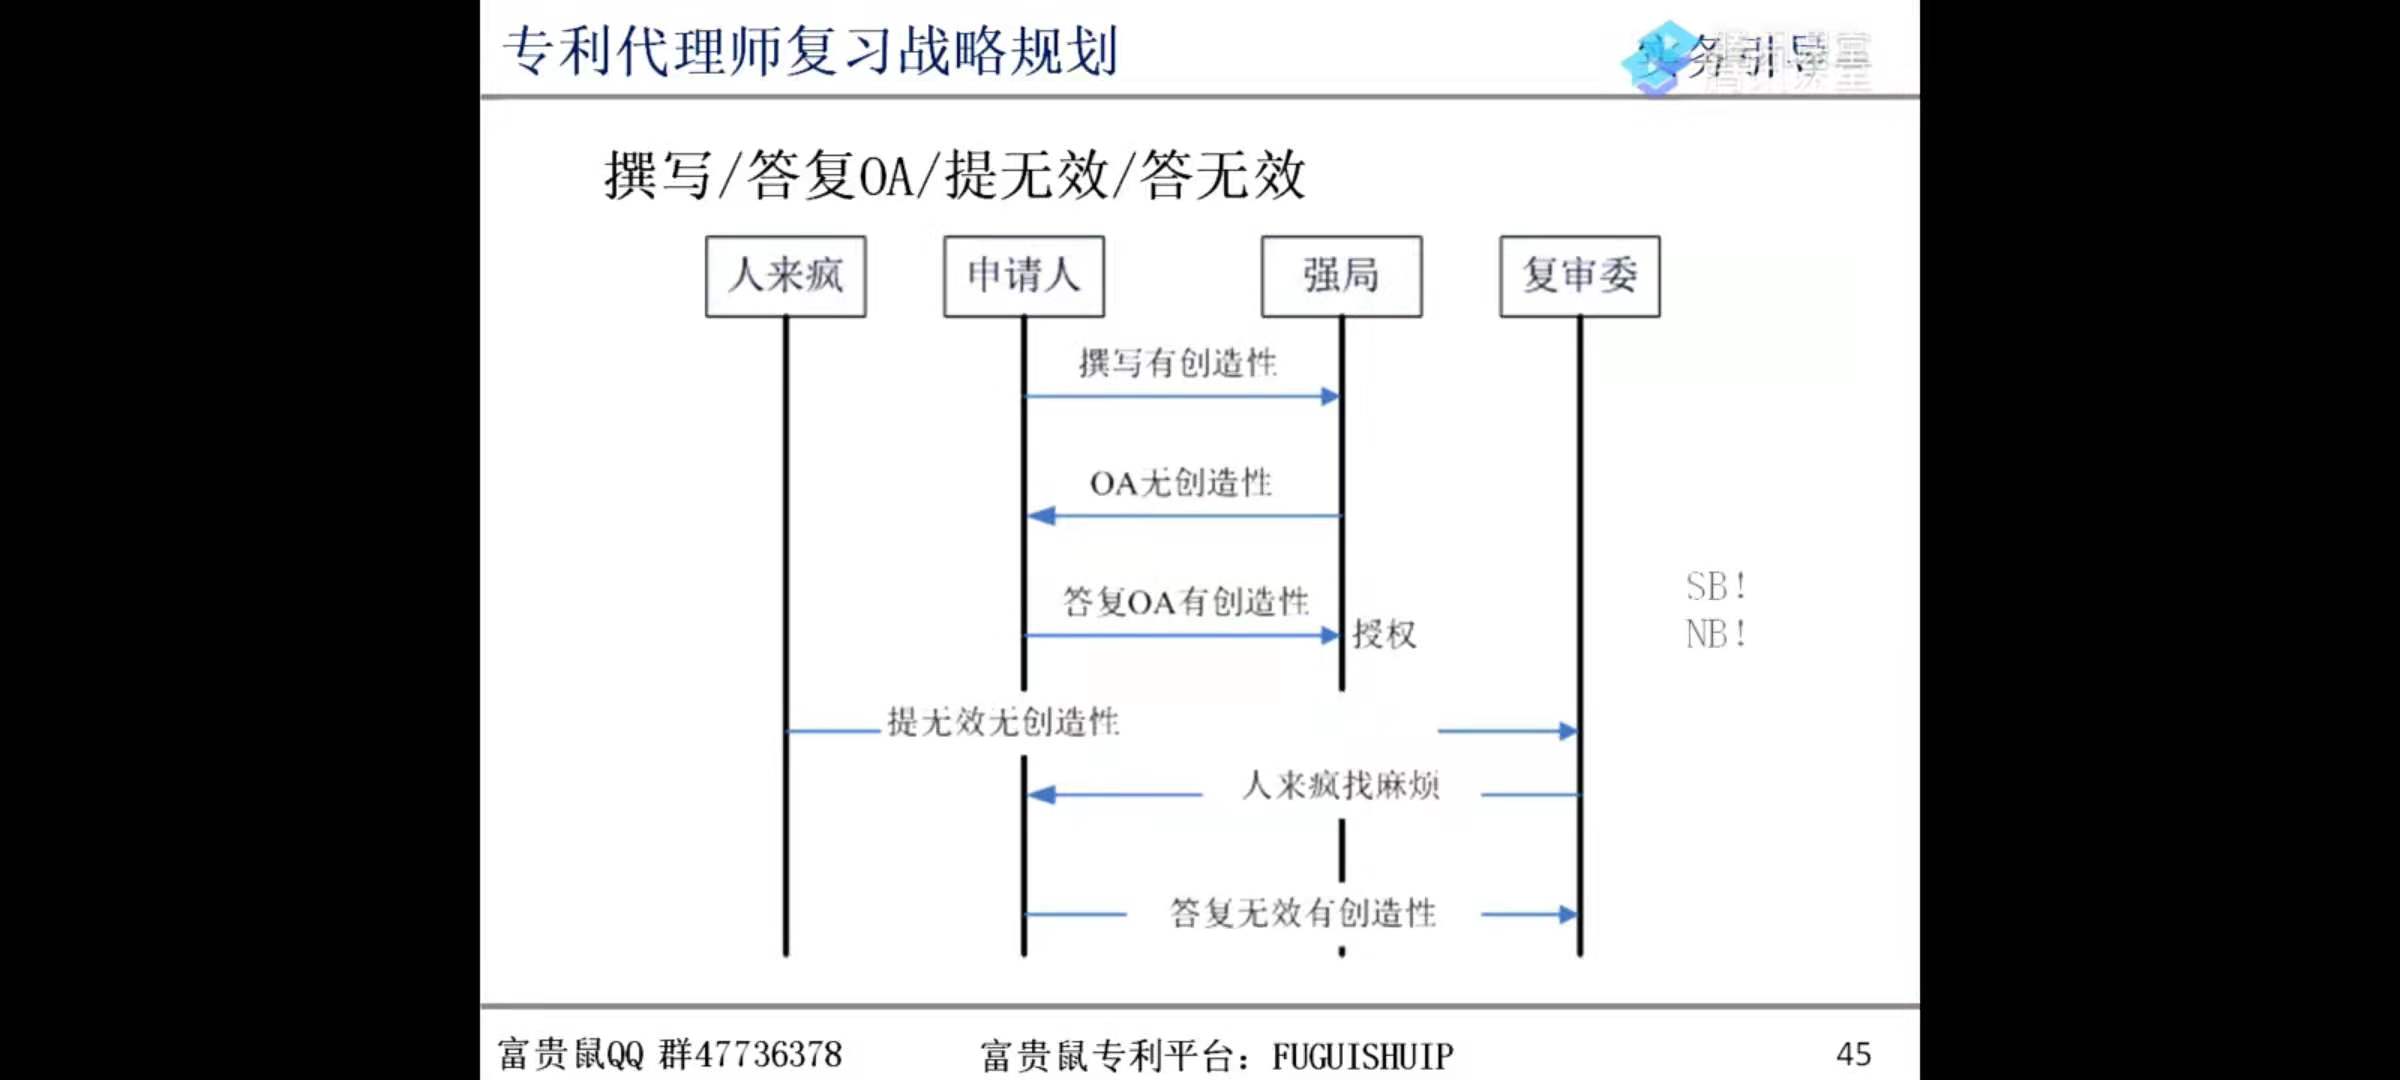 专利代理师复习战略规划
实务引导
撰写/答复OA/提无效/答无效
人来疯
申请人
强局
复审委
撰写有创造性
OA无创造性
答复OA有创造性
授权
SB!
NB!
提无效无创造性
人来疯找麻烦
答复无效有创造性
富贵鼠QQ 群47736378
富贵鼠专利平台：FUGUISHUIP
45